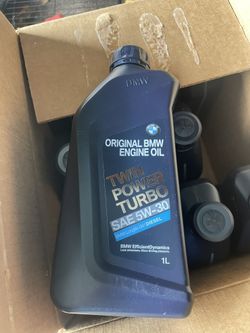 BMW
ORIGINAL BMW
ENGINE OIL
TWIN
POWER
TURBO
SAE 5W-30
DIESEL
BMW EfficientDynamics
1L